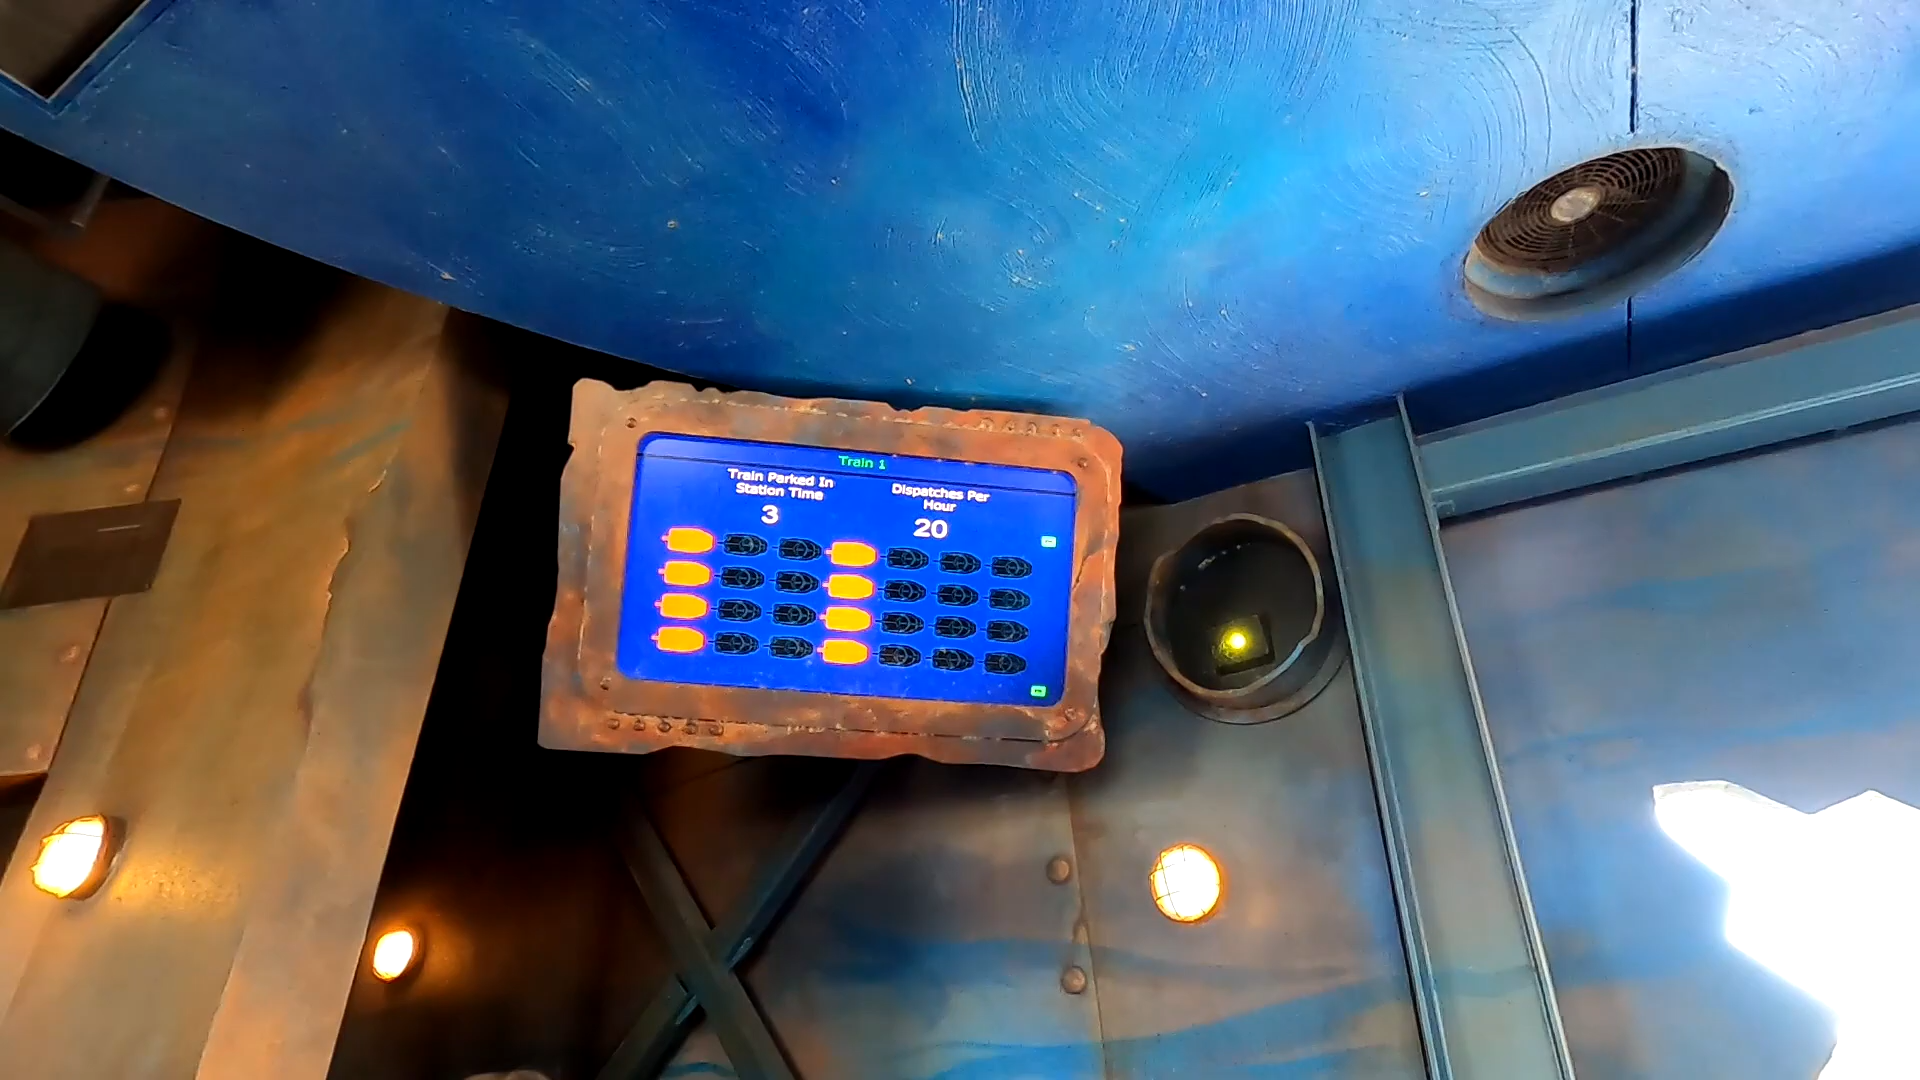 Train 1
Train Parked In
Station Time
3
Dispatches Per
Hour
20